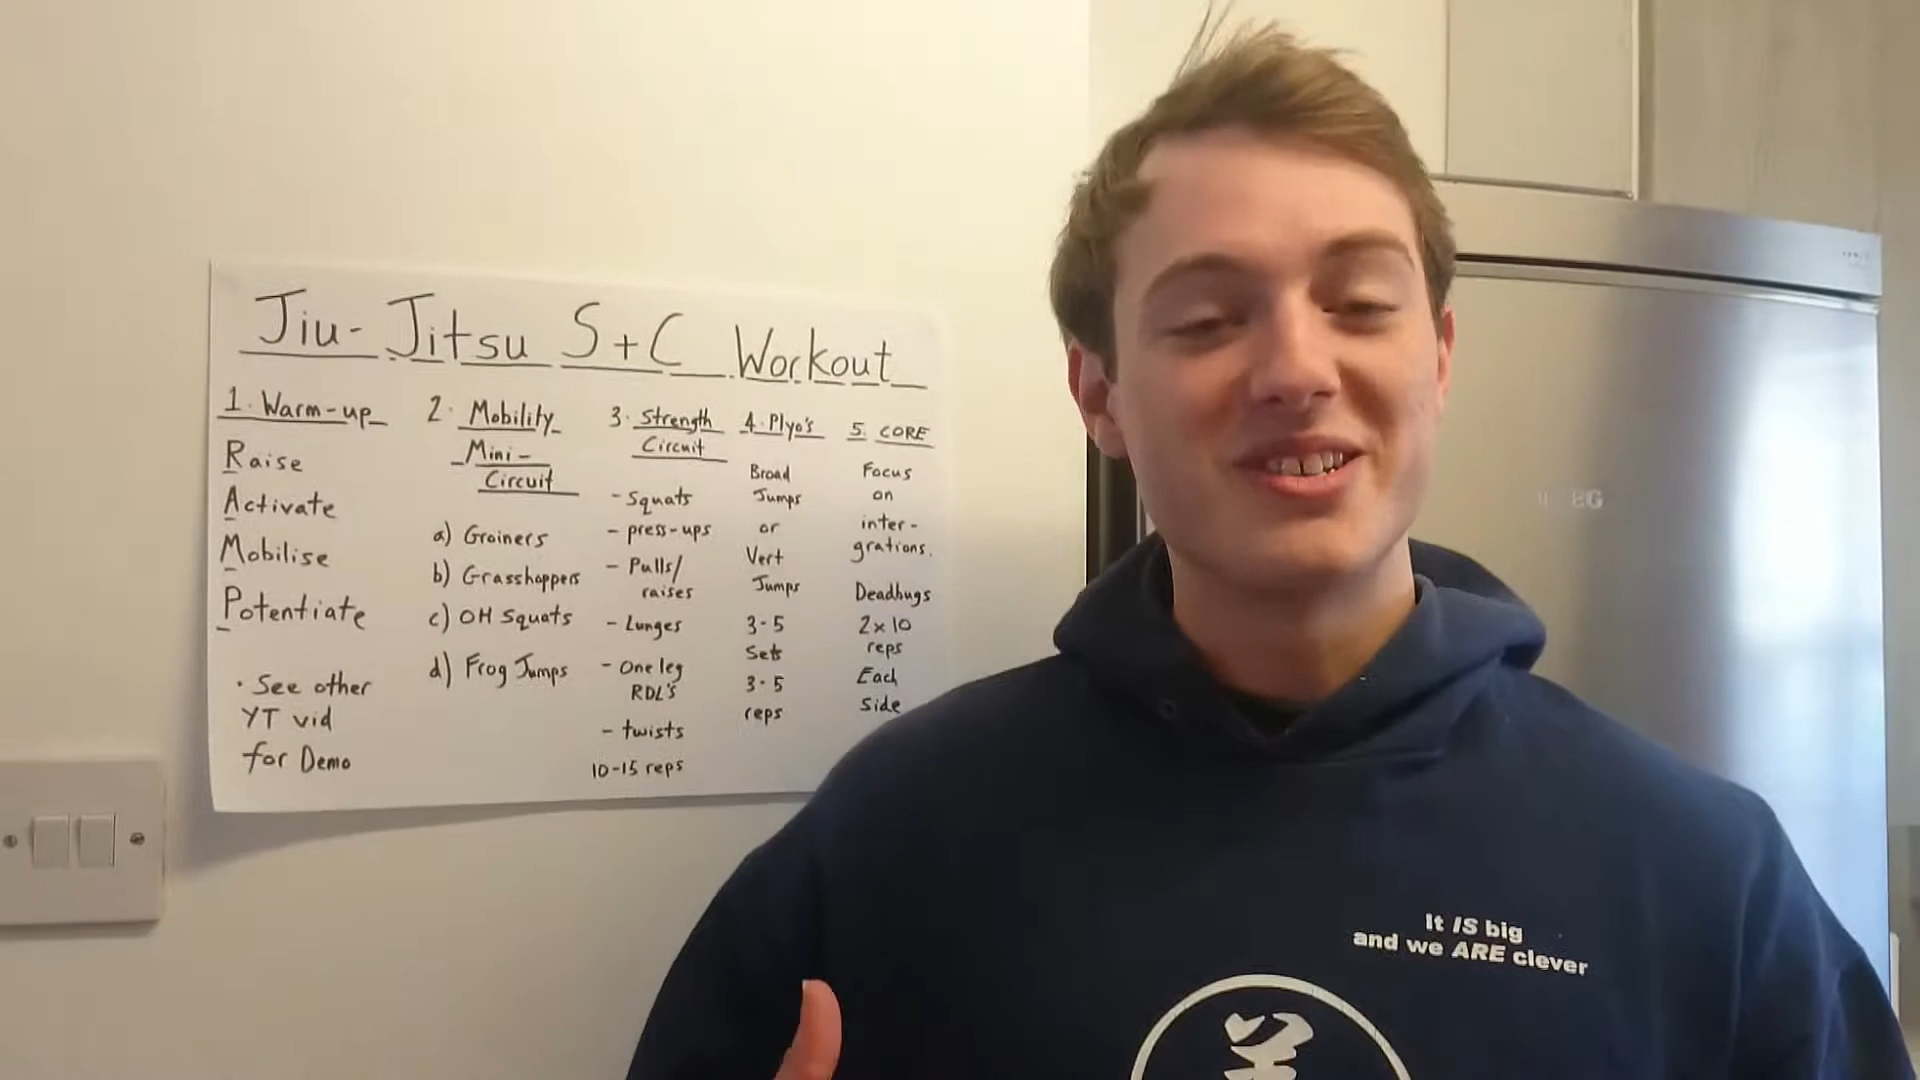 Jiu-Jitsu S+C Workout
1. Warm-up
Raise
Activate
Mobilise
Potentiate
• See other
YT vid
for Demo
2. Mobility
Mini-
Circuit
a) Groiners
b) Grasshoppers
c) OH Squats
d) Frog Jumps
3. Strength
Circuit
- Squats
- press-ups
- Pulls/
raises
- Lunges
- One leg
RDL's
- twists
10-15 reps
4. Plyo's
Broad
Jumps
or
Vert
Jumps
3-5
Sets
3-5
reps
5. CORE
Focus
on
inter-
grations.
Deadbugs
2x10
reps
Each
side
It IS big
and we ARE clever